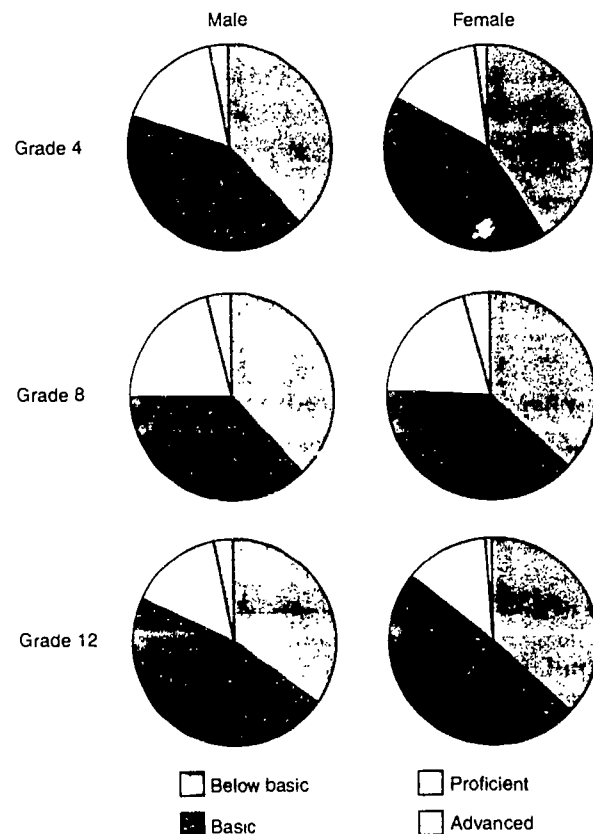 Male Female
Grade 4
Grade 8
Grade 12
Below basic Proficient
Basic Advanced